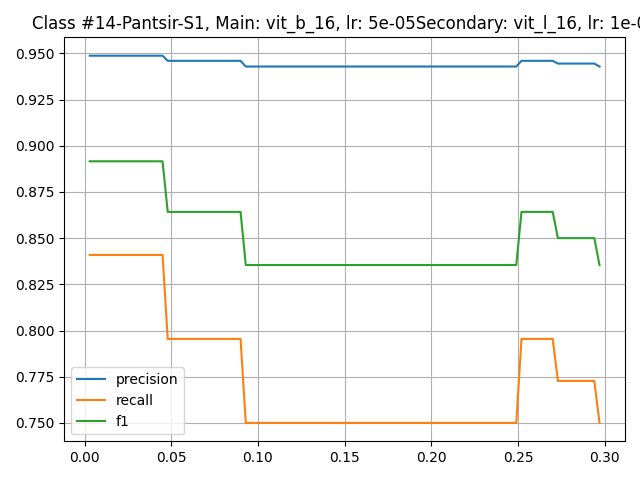 Class #14-Pantsir-S1, Main: vit_b_16, lr: 5e-05Secondary: vit_l_16, lr: 1e-0
0.950
0.925
0.900
0.875
0.850
0.825
0.800
0.775
0.750
precision
recall
f1
0.00 0.05 0.10 0.15 0.20 0.25 0.30